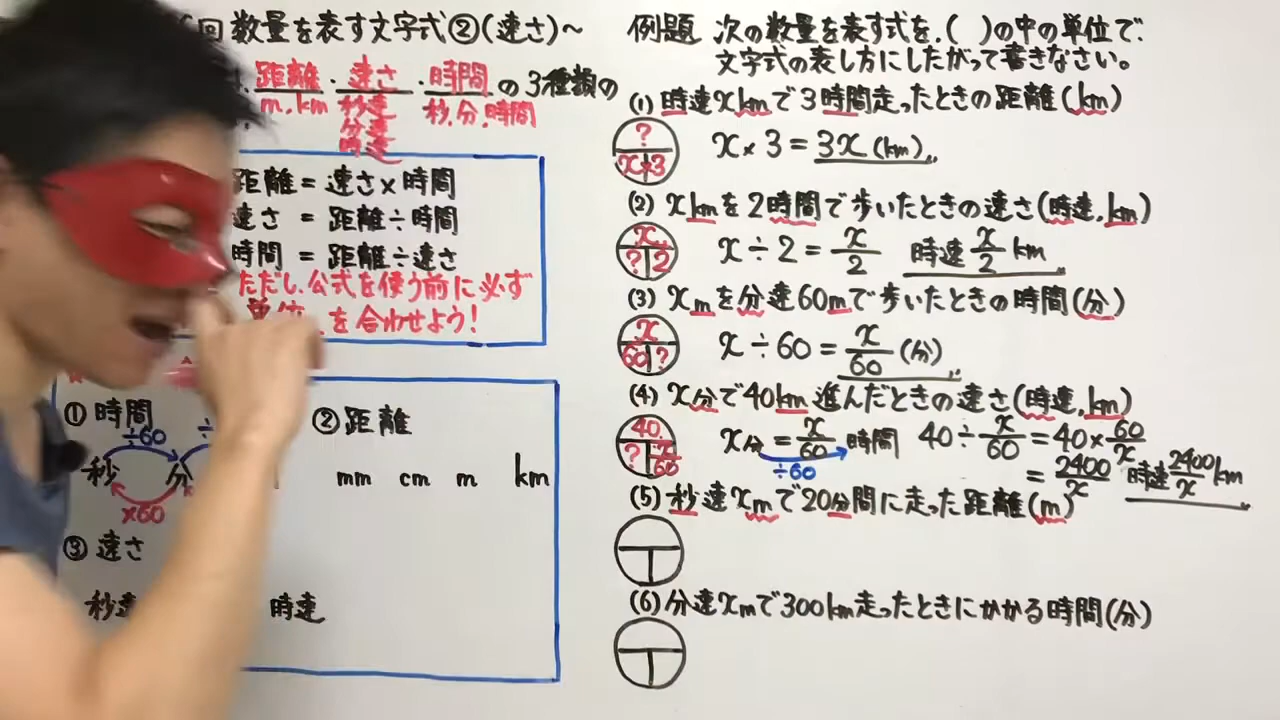 回 数量を表す文字式②(速さ)~
距離・速さ・時間の3種類の
m, km 秒速 秒、分、時間
分速
時速
距離=速さ×時間
速さ=距離÷時間
時間=距離÷速さ
ただし、公式を使う前に必ず
単位を合わせよう!
①時間
÷60 ÷
秒 分
×60
②距離
mm cm m km
③速さ
秒速 時速
例題 次の数量を表す式を、( )の中の単位で、
文字式の表し方にしたがって書きなさい。
(1) 時速xkmで3時間走ったときの距離(km)
?
x×3
x×3=3x(km)
(2) xkmを2時間で歩いたときの速さ(時速、km)
x
? 2
x÷2=x/2 時速x/2km
(3) xmを分速60mで歩いたときの時間(分)
x
60 ?
x÷60=x/60(分)
(4) x分で40km進んだときの速さ(時速、km)
40
? x/60
x分=x/60時間 40÷x/60=40×60/x
÷60
=2400/x 時速2400/xkm
(5) 秒速xmで20分間に走った距離(m)
(6) 分速xmで300km走ったときにかかる時間(分)